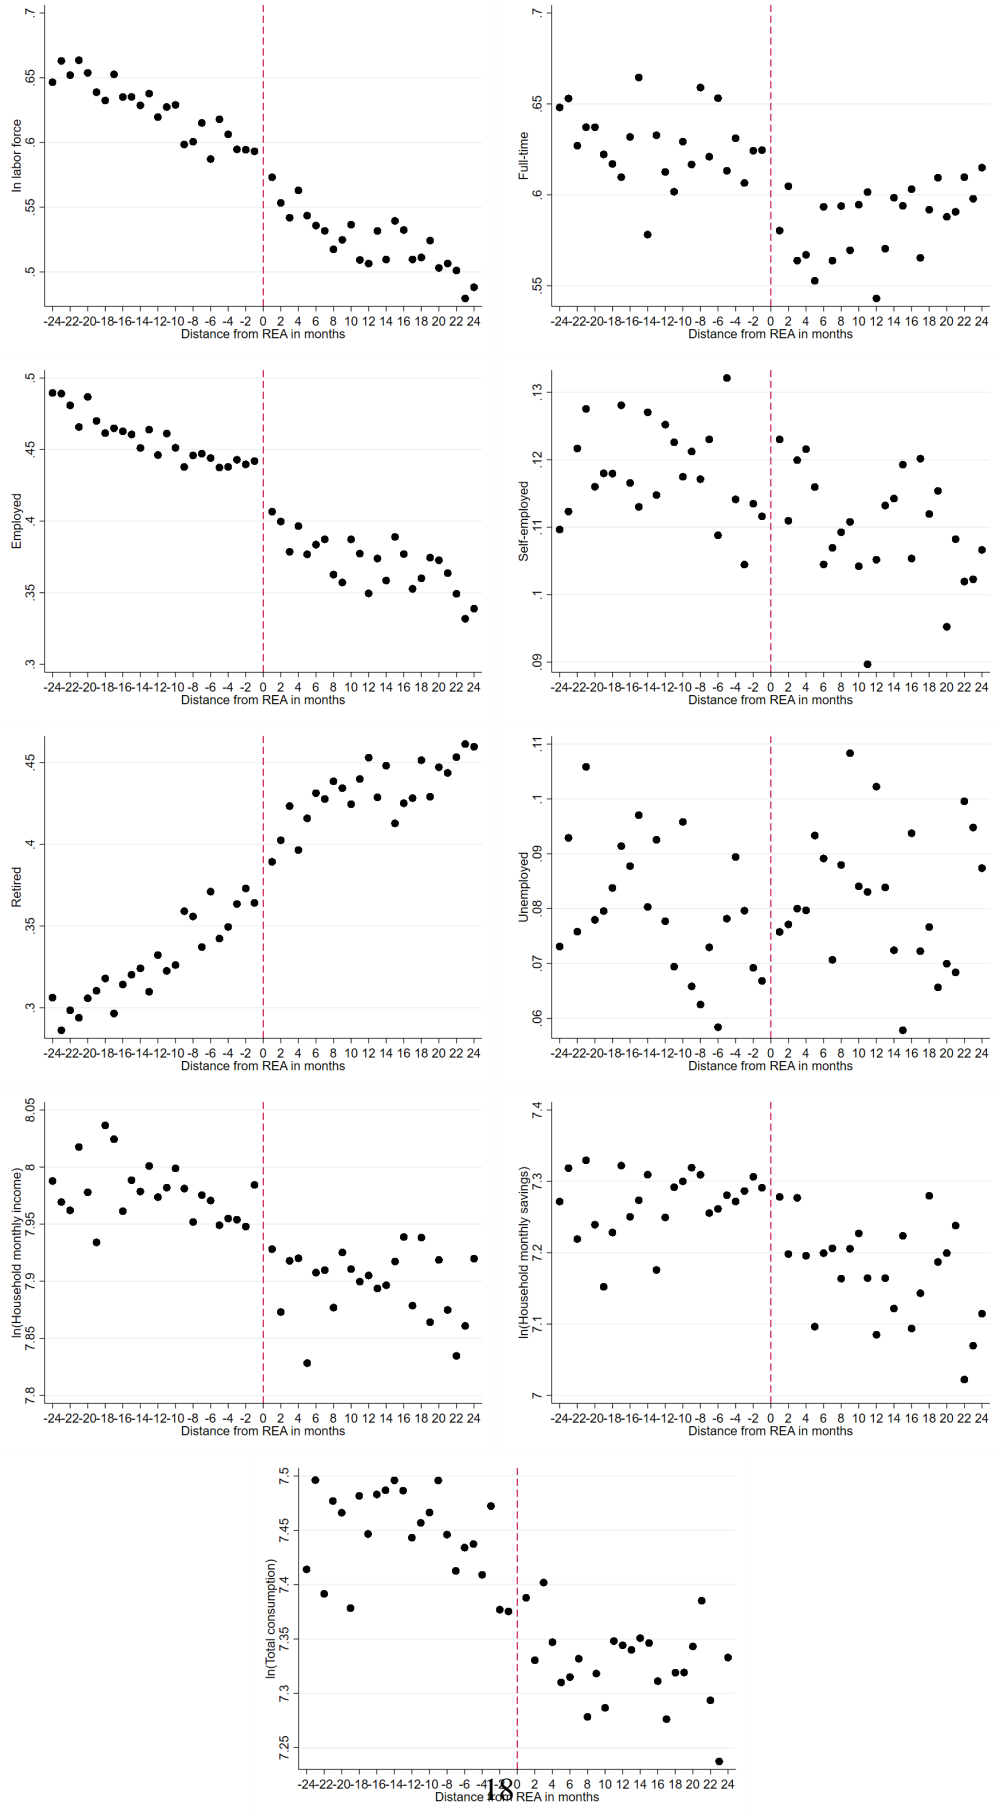 .7
.65
.6
.55
.5
In labor force
-24 -22 -20 -18 -16 -14 -12 -10 -8 -6 -4 -2 0 2 4 6 8 10 12 14 16 18 20 22 24
Distance from REA in months
.7
.65
.6
.55
Full-time
-24 -22 -20 -18 -16 -14 -12 -10 -8 -6 -4 -2 0 2 4 6 8 10 12 14 16 18 20 22 24
Distance from REA in months
.5
.45
.4
.35
.3
Employed
-24 -22 -20 -18 -16 -14 -12 -10 -8 -6 -4 -2 0 2 4 6 8 10 12 14 16 18 20 22 24
Distance from REA in months
.13
.12
.11
.1
.09
Self-employed
-24 -22 -20 -18 -16 -14 -12 -10 -8 -6 -4 -2 0 2 4 6 8 10 12 14 16 18 20 22 24
Distance from REA in months
.45
.4
.35
.3
Retired
-24 -22 -20 -18 -16 -14 -12 -10 -8 -6 -4 -2 0 2 4 6 8 10 12 14 16 18 20 22 24
Distance from REA in months
.11
.1
.09
.08
.07
.06
Unemployed
-24 -22 -20 -18 -16 -14 -12 -10 -8 -6 -4 -2 0 2 4 6 8 10 12 14 16 18 20 22 24
Distance from REA in months
8.05
8
7.95
7.9
7.85
7.8
ln(Household monthly income)
-24 -22 -20 -18 -16 -14 -12 -10 -8 -6 -4 -2 0 2 4 6 8 10 12 14 16 18 20 22 24
Distance from REA in months
7.4
7.3
7.2
7.1
7
ln(Household monthly savings)
-24 -22 -20 -18 -16 -14 -12 -10 -8 -6 -4 -2 0 2 4 6 8 10 12 14 16 18 20 22 24
Distance from REA in months
7.5
7.45
7.4
7.35
7.3
7.25
ln(Total consumption)
-24 -22 -20 -18 -16 -14 -12 -10 -8 -6 -4 -2 0 2 4 6 8 10 12 14 16 18 20 22 24
Distance from REA in months
18